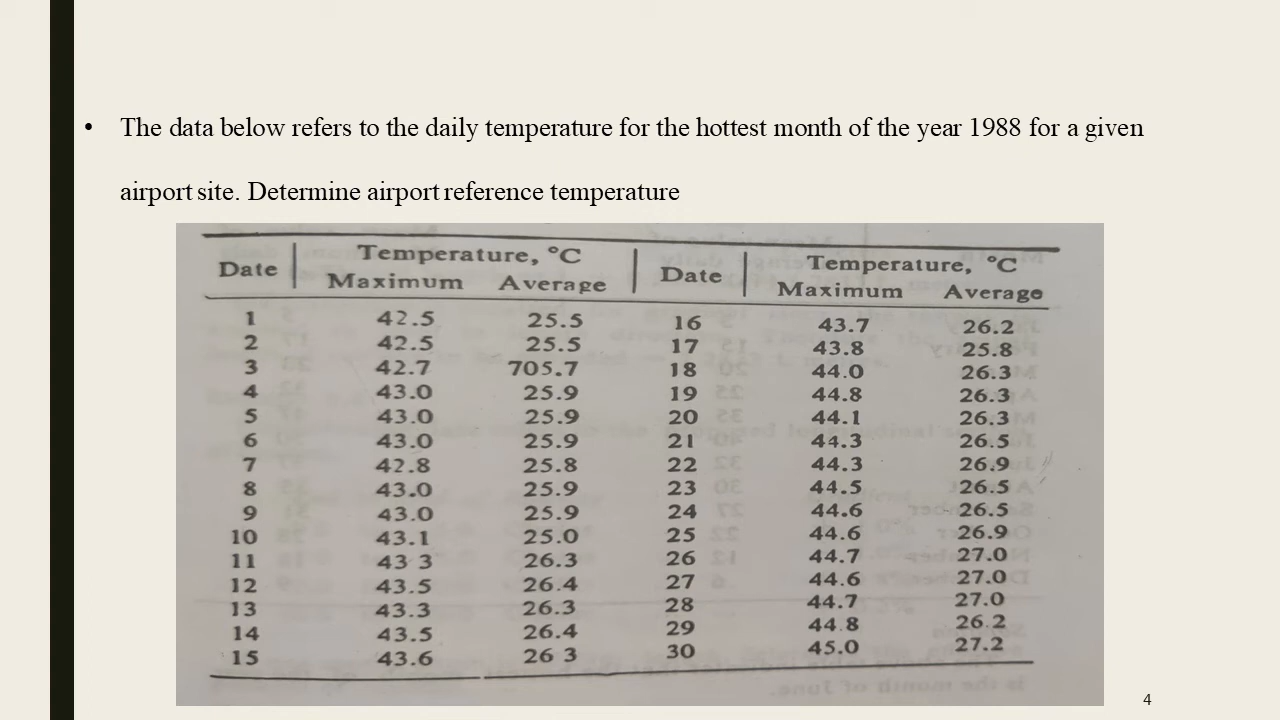 • The data below refers to the daily temperature for the hottest month of the year 1988 for a given
airport site. Determine airport reference temperature
Date Temperature, °C Date Temperature, °C
Maximum Average Maximum Average
1 42.5 25.5 16 43.7 26.2
2 42.5 25.5 17 43.8 25.8
3 42.7 705.7 18 44.0 26.3
4 43.0 25.9 19 44.8 26.3
5 43.0 25.9 20 44.1 26.3
6 43.0 25.9 21 44.3 26.5
7 42.8 25.8 22 44.3 26.9
8 43.0 25.9 23 44.5 26.5
9 43.0 25.9 24 44.6 26.5
10 43.1 25.0 25 44.6 26.9
11 43 3 26.3 26 44.7 27.0
12 43.5 26.4 27 44.6 27.0
13 43.3 26.3 28 44.7 27.0
14 43.5 26.4 29 44.8 26.2
15 43.6 26 3 30 45.0 27.2
4